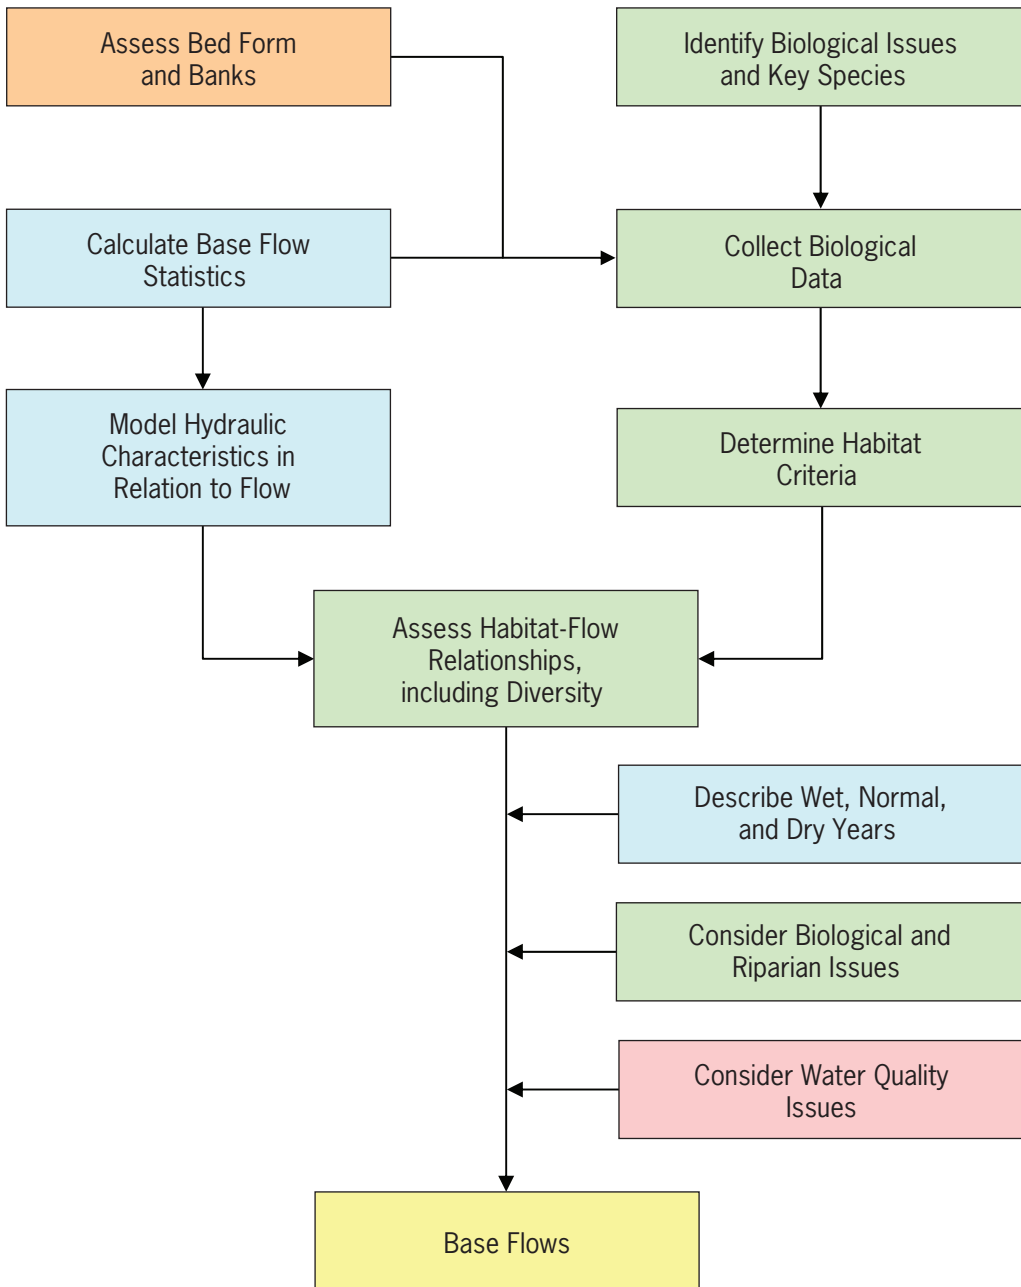 Assess Bed Form
and Banks
Identify Biological Issues
and Key Species
Calculate Base Flow
Statistics
Collect Biological
Data
Model Hydraulic
Characteristics in
Relation to Flow
Determine Habitat
Criteria
Assess Habitat-Flow
Relationships,
including Diversity
Describe Wet, Normal,
and Dry Years
Consider Biological and
Riparian Issues
Consider Water Quality
Issues
Base Flows